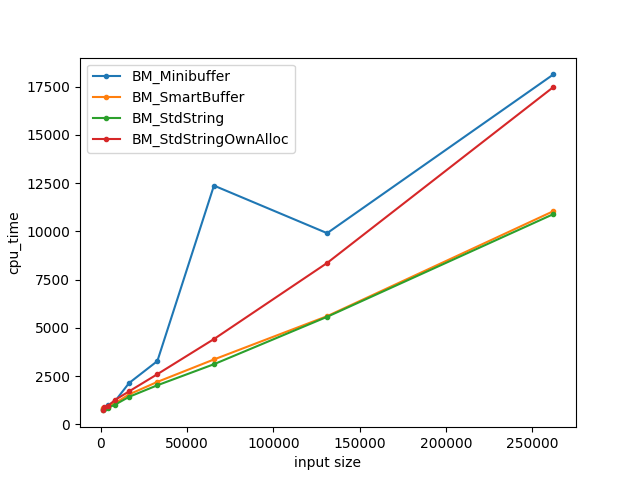 BM_Minibuffer
BM_SmartBuffer
BM_StdString
BM_StdStringOwnAlloc
cpu_time
17500
15000
12500
10000
7500
5000
2500
0
0 50000 100000 150000 200000 250000
input size